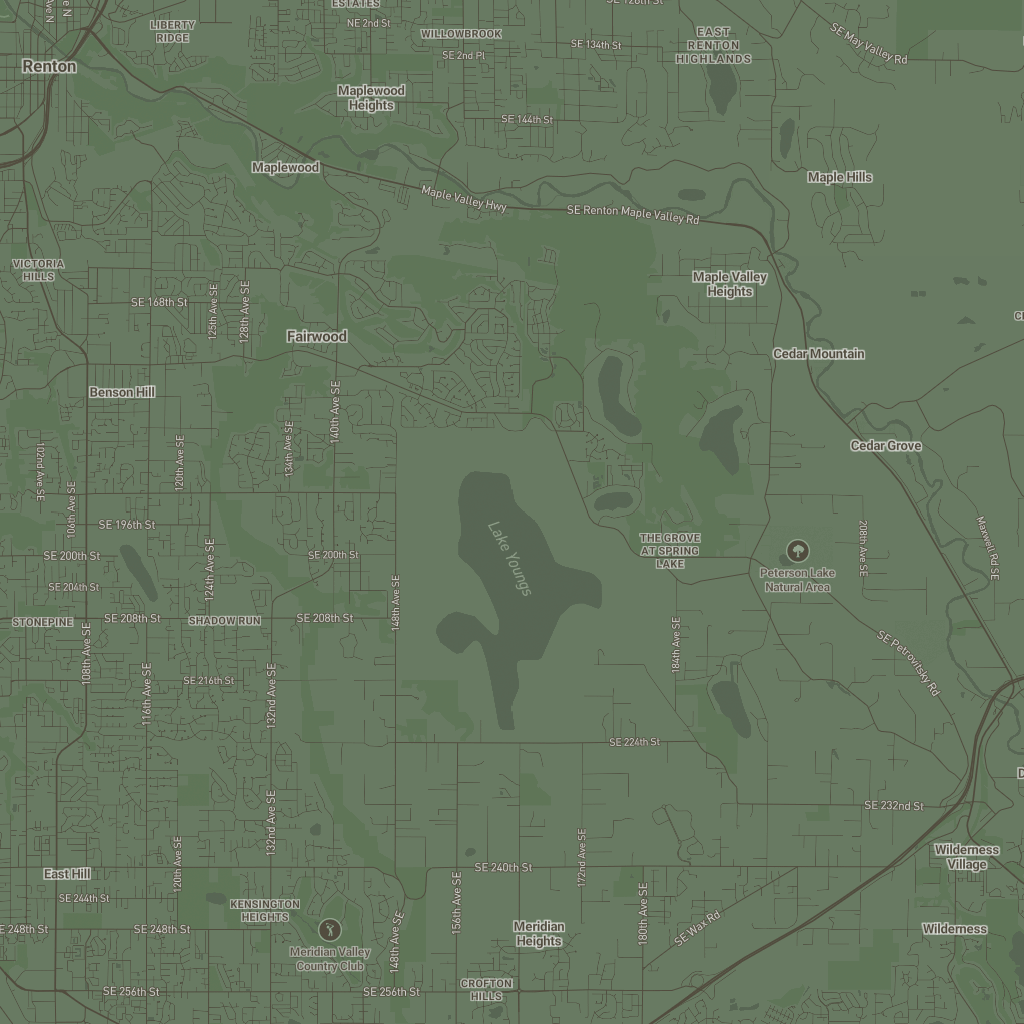 ESTATES
SE 128th St
LIBERTY
RIDGE
NE 2nd St
WILLOWBROOK
SE 2nd Pl
SE 134th St
EAST
RENTON
HIGHLANDS
SE May Valley Rd
Renton
Maplewood
Heights
SE 144th St
Maplewood
Maple Valley Hwy
SE Renton Maple Valley Rd
Maple Hills
VICTORIA
HILLS
Maple Valley
Heights
SE 168th St
125th Ave SE
128th Ave SE
Fairwood
Cedar Mountain
Benson Hill
140th Ave SE
134th Ave SE
120th Ave SE
102nd Ave SE
106th Ave SE
Cedar Grove
SE 196th St
Lake Youngs
THE GROVE
AT SPRING
LAKE
208th Ave SE
Maxwell Rd SE
SE 200th St
SE 200th St
124th Ave SE
Peterson Lake
Natural Area
SE 204th St
148th Ave SE
STONEPINE
SE 208th St
SHADOW RUN
SE 208th St
108th Ave SE
184th Ave SE
SE Petrovitsky Rd
SE 216th St
116th Ave SE
132nd Ave SE
SE 224th St
SE 232nd St
132nd Ave SE
120th Ave SE
172nd Ave SE
Wilderness
Village
East Hill
SE 240th St
SE 244th St
KENSINGTON
HEIGHTS
156th Ave SE
180th Ave SE
SE Wax Rd
SE 248th St
SE 248th St
Meridian Valley
Country Club
148th Ave SE
Meridian
Heights
Wilderness
SE 256th St
SE 256th St
CROFTON
HILLS